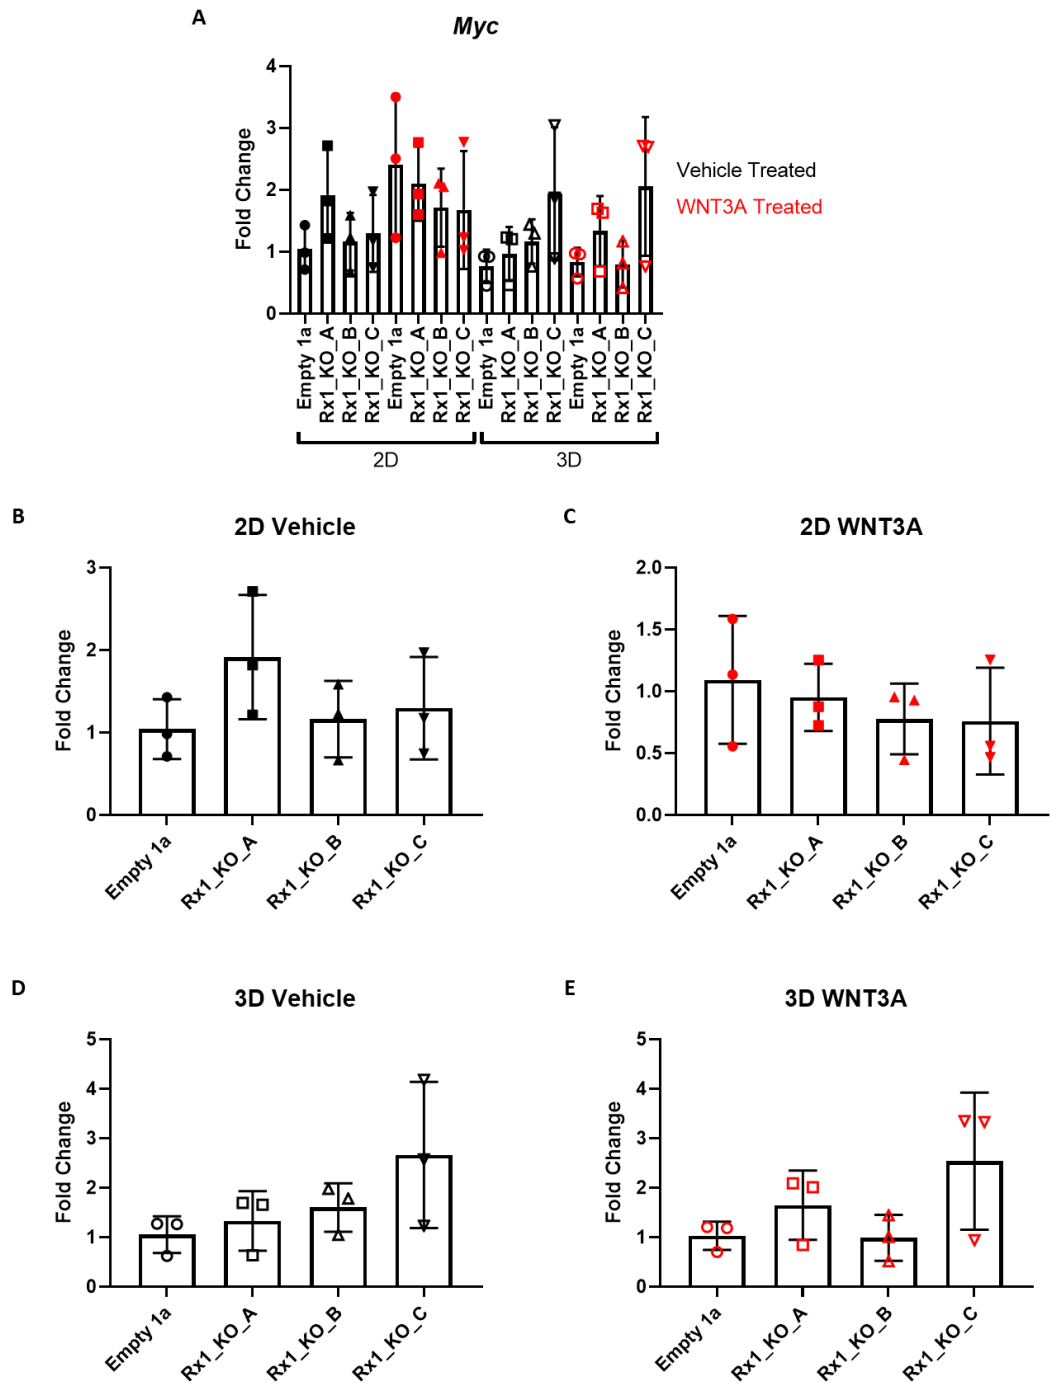 A
Myc
Fold Change
4
3
2
1
0
Vehicle Treated
WNT3A Treated
Empty 1a
Rx1_KO_A
Rx1_KO_B
Rx1_KO_C
Empty 1a
Rx1_KO_A
Rx1_KO_B
Rx1_KO_C
Empty 1a
Rx1_KO_A
Rx1_KO_B
Rx1_KO_C
Empty 1a
Rx1_KO_A
Rx1_KO_B
Rx1_KO_C
2D
3D
B
2D Vehicle
Fold Change
3
2
1
0
Empty 1a
Rx1_KO_A
Rx1_KO_B
Rx1_KO_C
C
2D WNT3A
Fold Change
2.0
1.5
1.0
0.5
0.0
Empty 1a
Rx1_KO_A
Rx1_KO_B
Rx1_KO_C
D
3D Vehicle
Fold Change
5
4
3
2
1
0
Empty 1a
Rx1_KO_A
Rx1_KO_B
Rx1_KO_C
E
3D WNT3A
Fold Change
5
4
3
2
1
0
Empty 1a
Rx1_KO_A
Rx1_KO_B
Rx1_KO_C